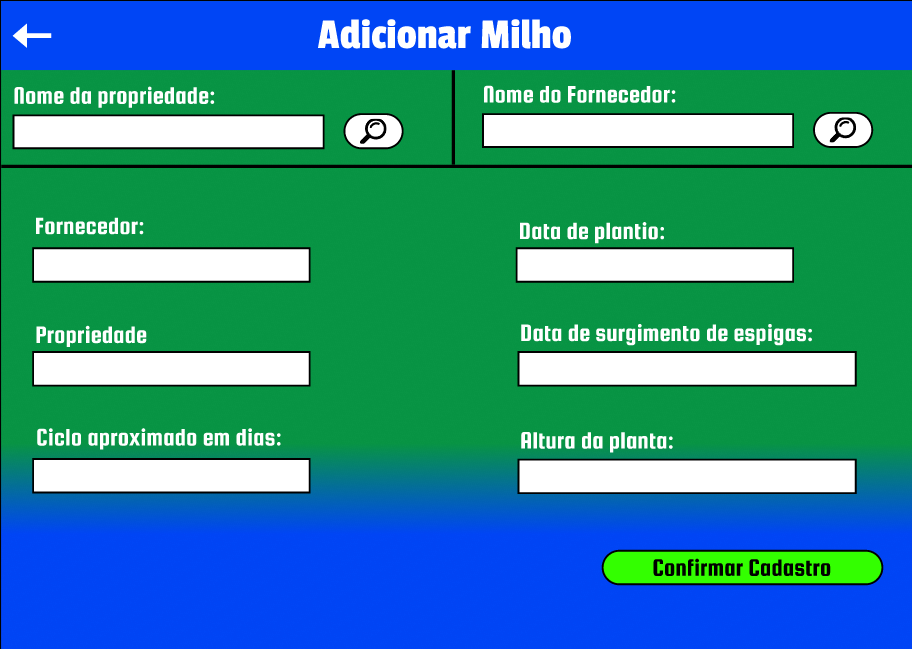 Adicionar Milho
Nome da propriedade:
Nome do Fornecedor:
Fornecedor:
Data de plantio:
Propriedade
Data de surgimento de espigas:
Ciclo aproximado em dias:
Altura da planta:
Confirmar Cadastro